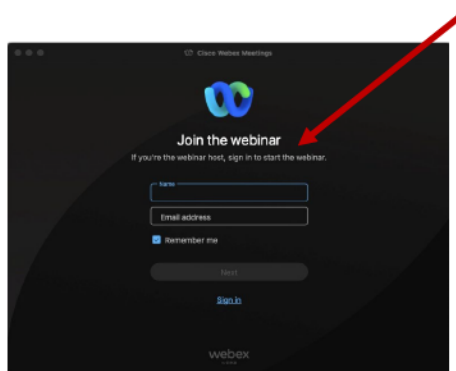 Cisco Webex Meetings
Join the webinar
If you're the webinar host, sign in to start the webinar.
Name
Email address
Remember me
Next
Sign in
webex